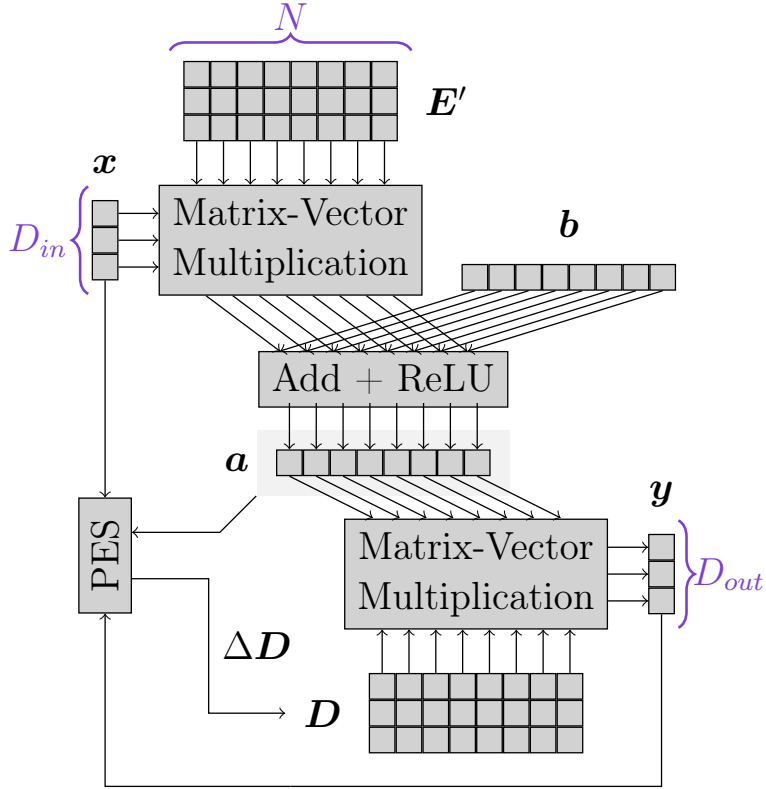 N
E′
x
D_in
Matrix-Vector
Multiplication
b
Add + ReLU
a
y
PES
Matrix-Vector
Multiplication
D_out
ΔD
D